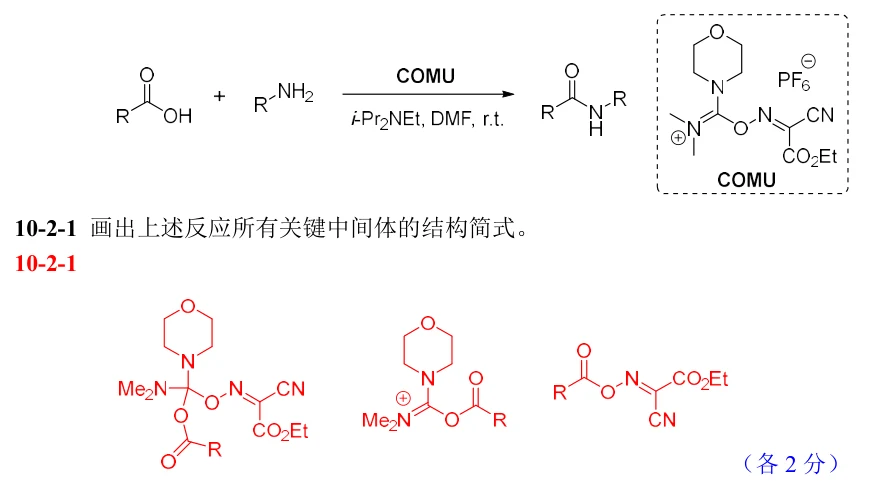 O
R
OH
+
R
NH2
COMU
i-Pr2NEt, DMF, r.t.
O
R
N
H
R
O
N
N
⊕
O
N
CN
CO2Et
PF6
⊖
COMU
10-2-1 画出上述反应所有关键中间体的结构简式。
10-2-1
O
N
Me2N
O
N
CN
CO2Et
O
O
R
O
N
⊕
Me2N
O
O
R
O
R
O
N
CO2Et
CN
（各 2 分）